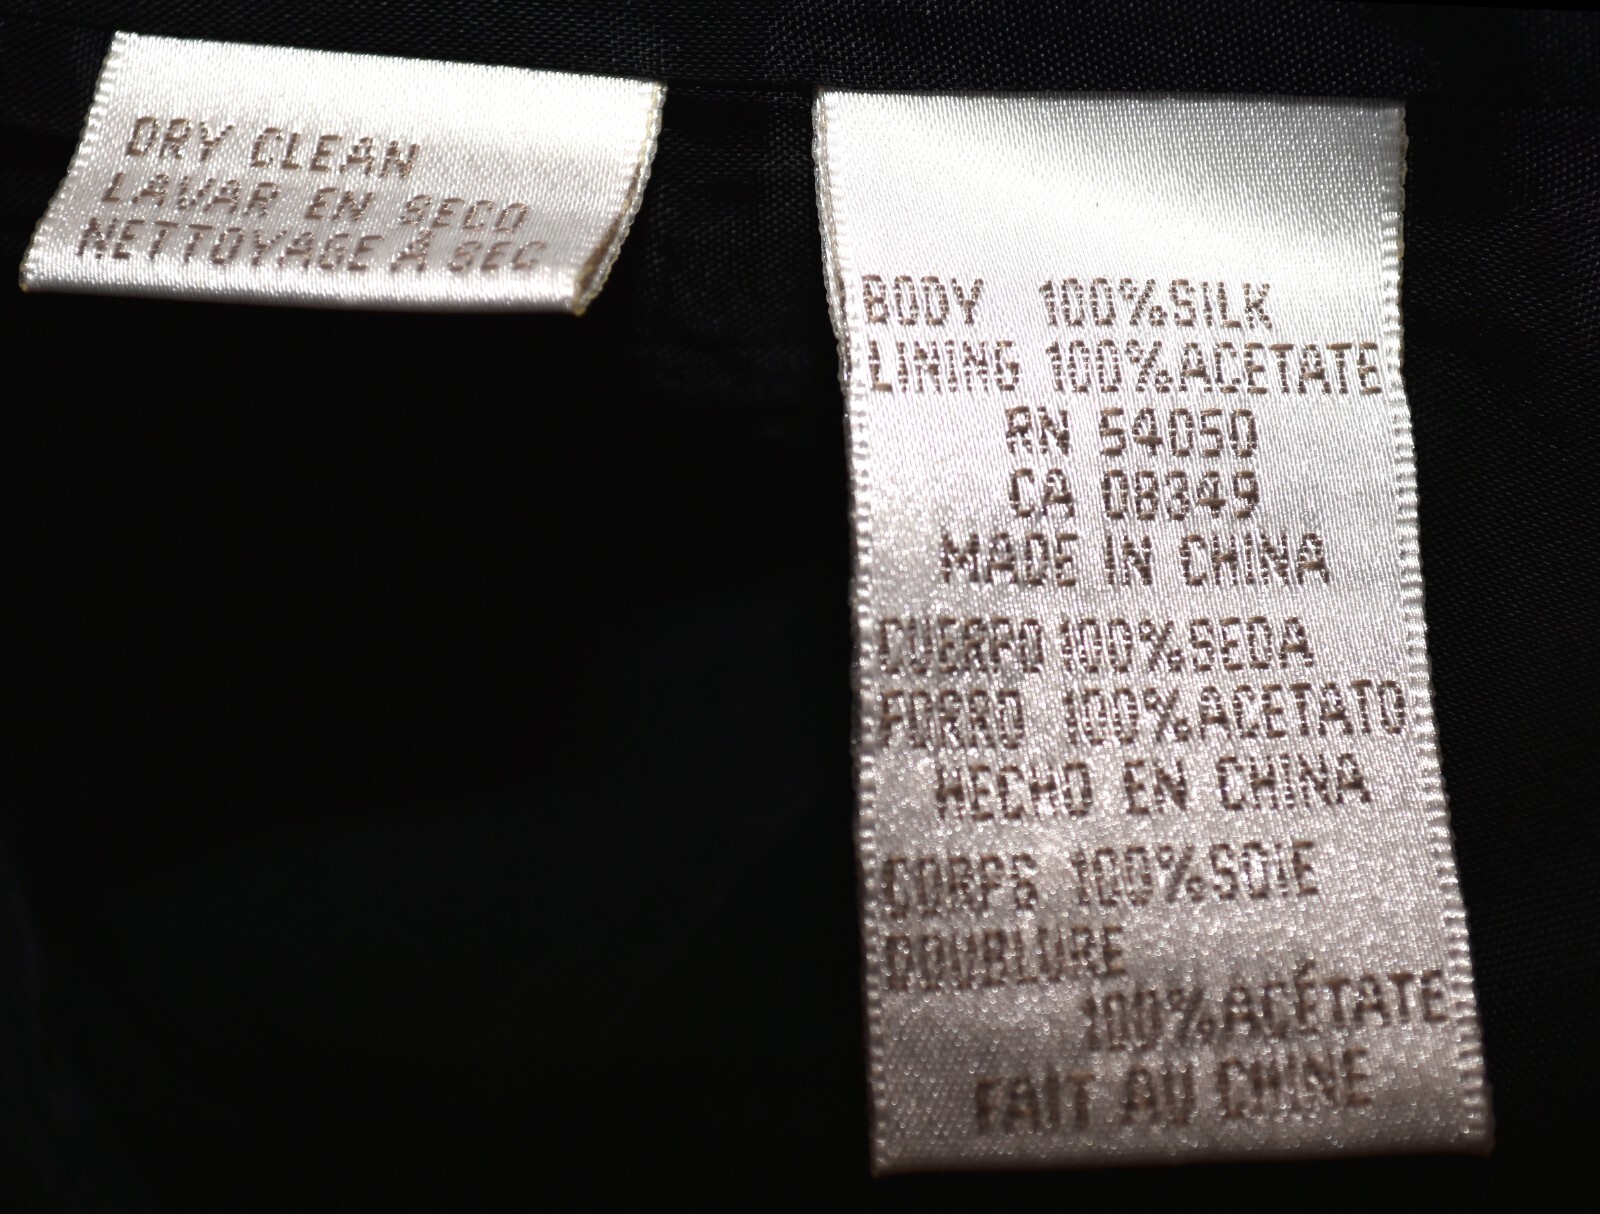 DRY CLEAN
LAVAR EN SECO
NETTOYAGE À SEC
BODY 100% SILK
LINING 100% ACETATE
RN 54050
CA 08349
MADE IN CHINA
CUERPO 100% SEDA
FORRO 100% ACETATO
HECHO EN CHINA
CORPS 100% SOIE
DOUBLURE
100% ACÉTATE
FAIT AU CHINE